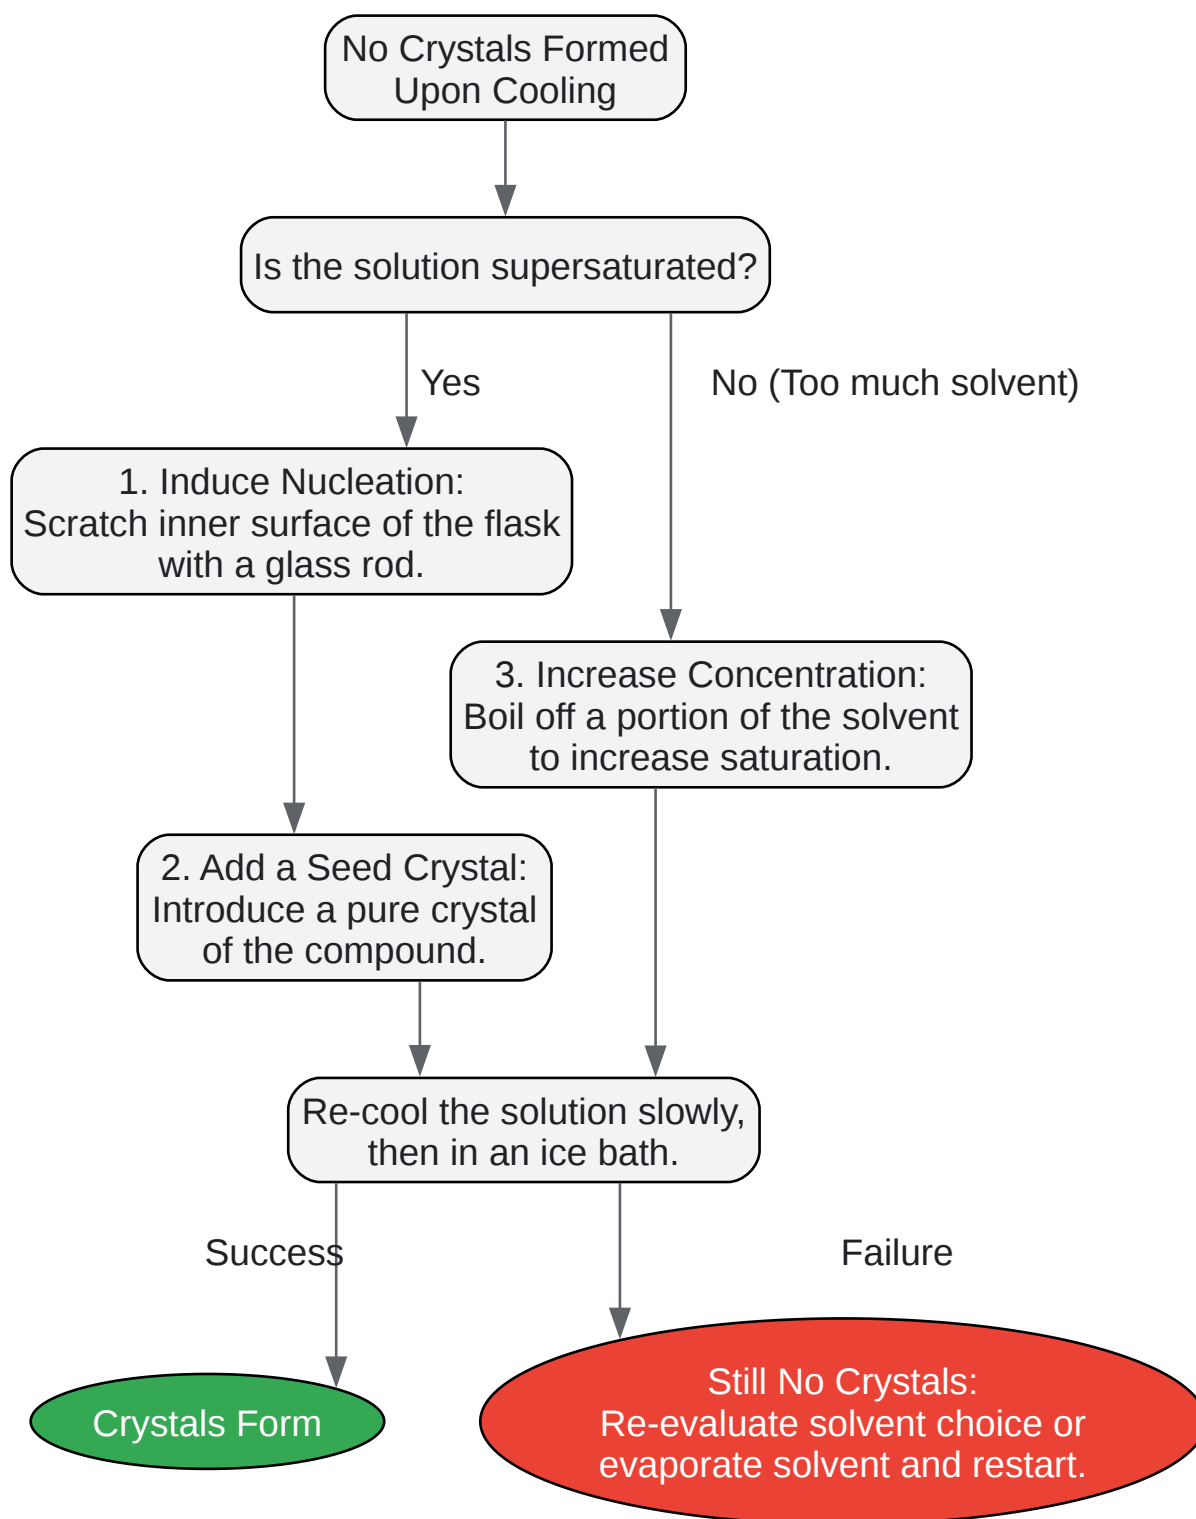 No Crystals Formed
Upon Cooling
Is the solution supersaturated?
Yes
No (Too much solvent)
1. Induce Nucleation:
Scratch inner surface of the flask
with a glass rod.
3. Increase Concentration:
Boil off a portion of the solvent
to increase saturation.
2. Add a Seed Crystal:
Introduce a pure crystal
of the compound.
Re-cool the solution slowly,
then in an ice bath.
Success
Failure
Crystals Form
Still No Crystals:
Re-evaluate solvent choice or
evaporate solvent and restart.